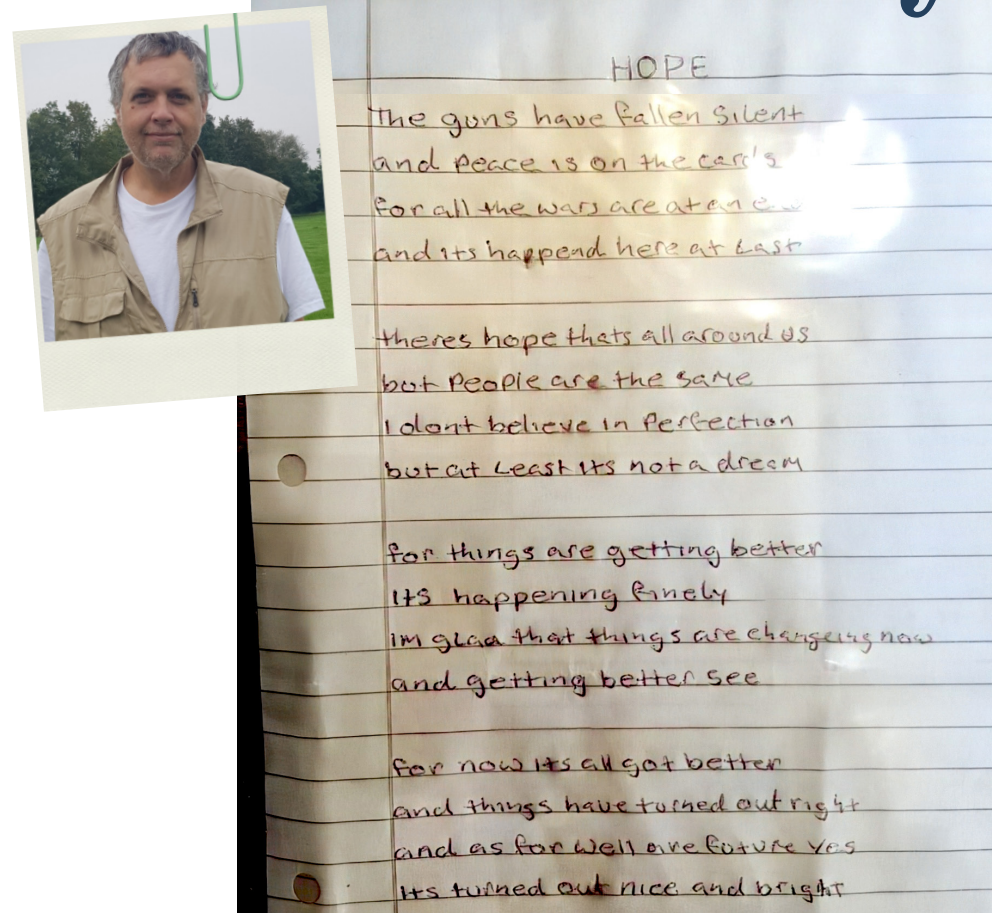 HOPE
The guns have fallen silent
and peace is on the card's
for all the wars are at an
and its happend here at Last
theres hope thats all around us
but People are the same
I dont believe in Perfection
but at Least its not a dream
for things are getting better
its happening finely
im glad that things are changeing now
and getting better see
for now its all got better
and things have turned out right
and as for well are future yes
its turned out nice and bright